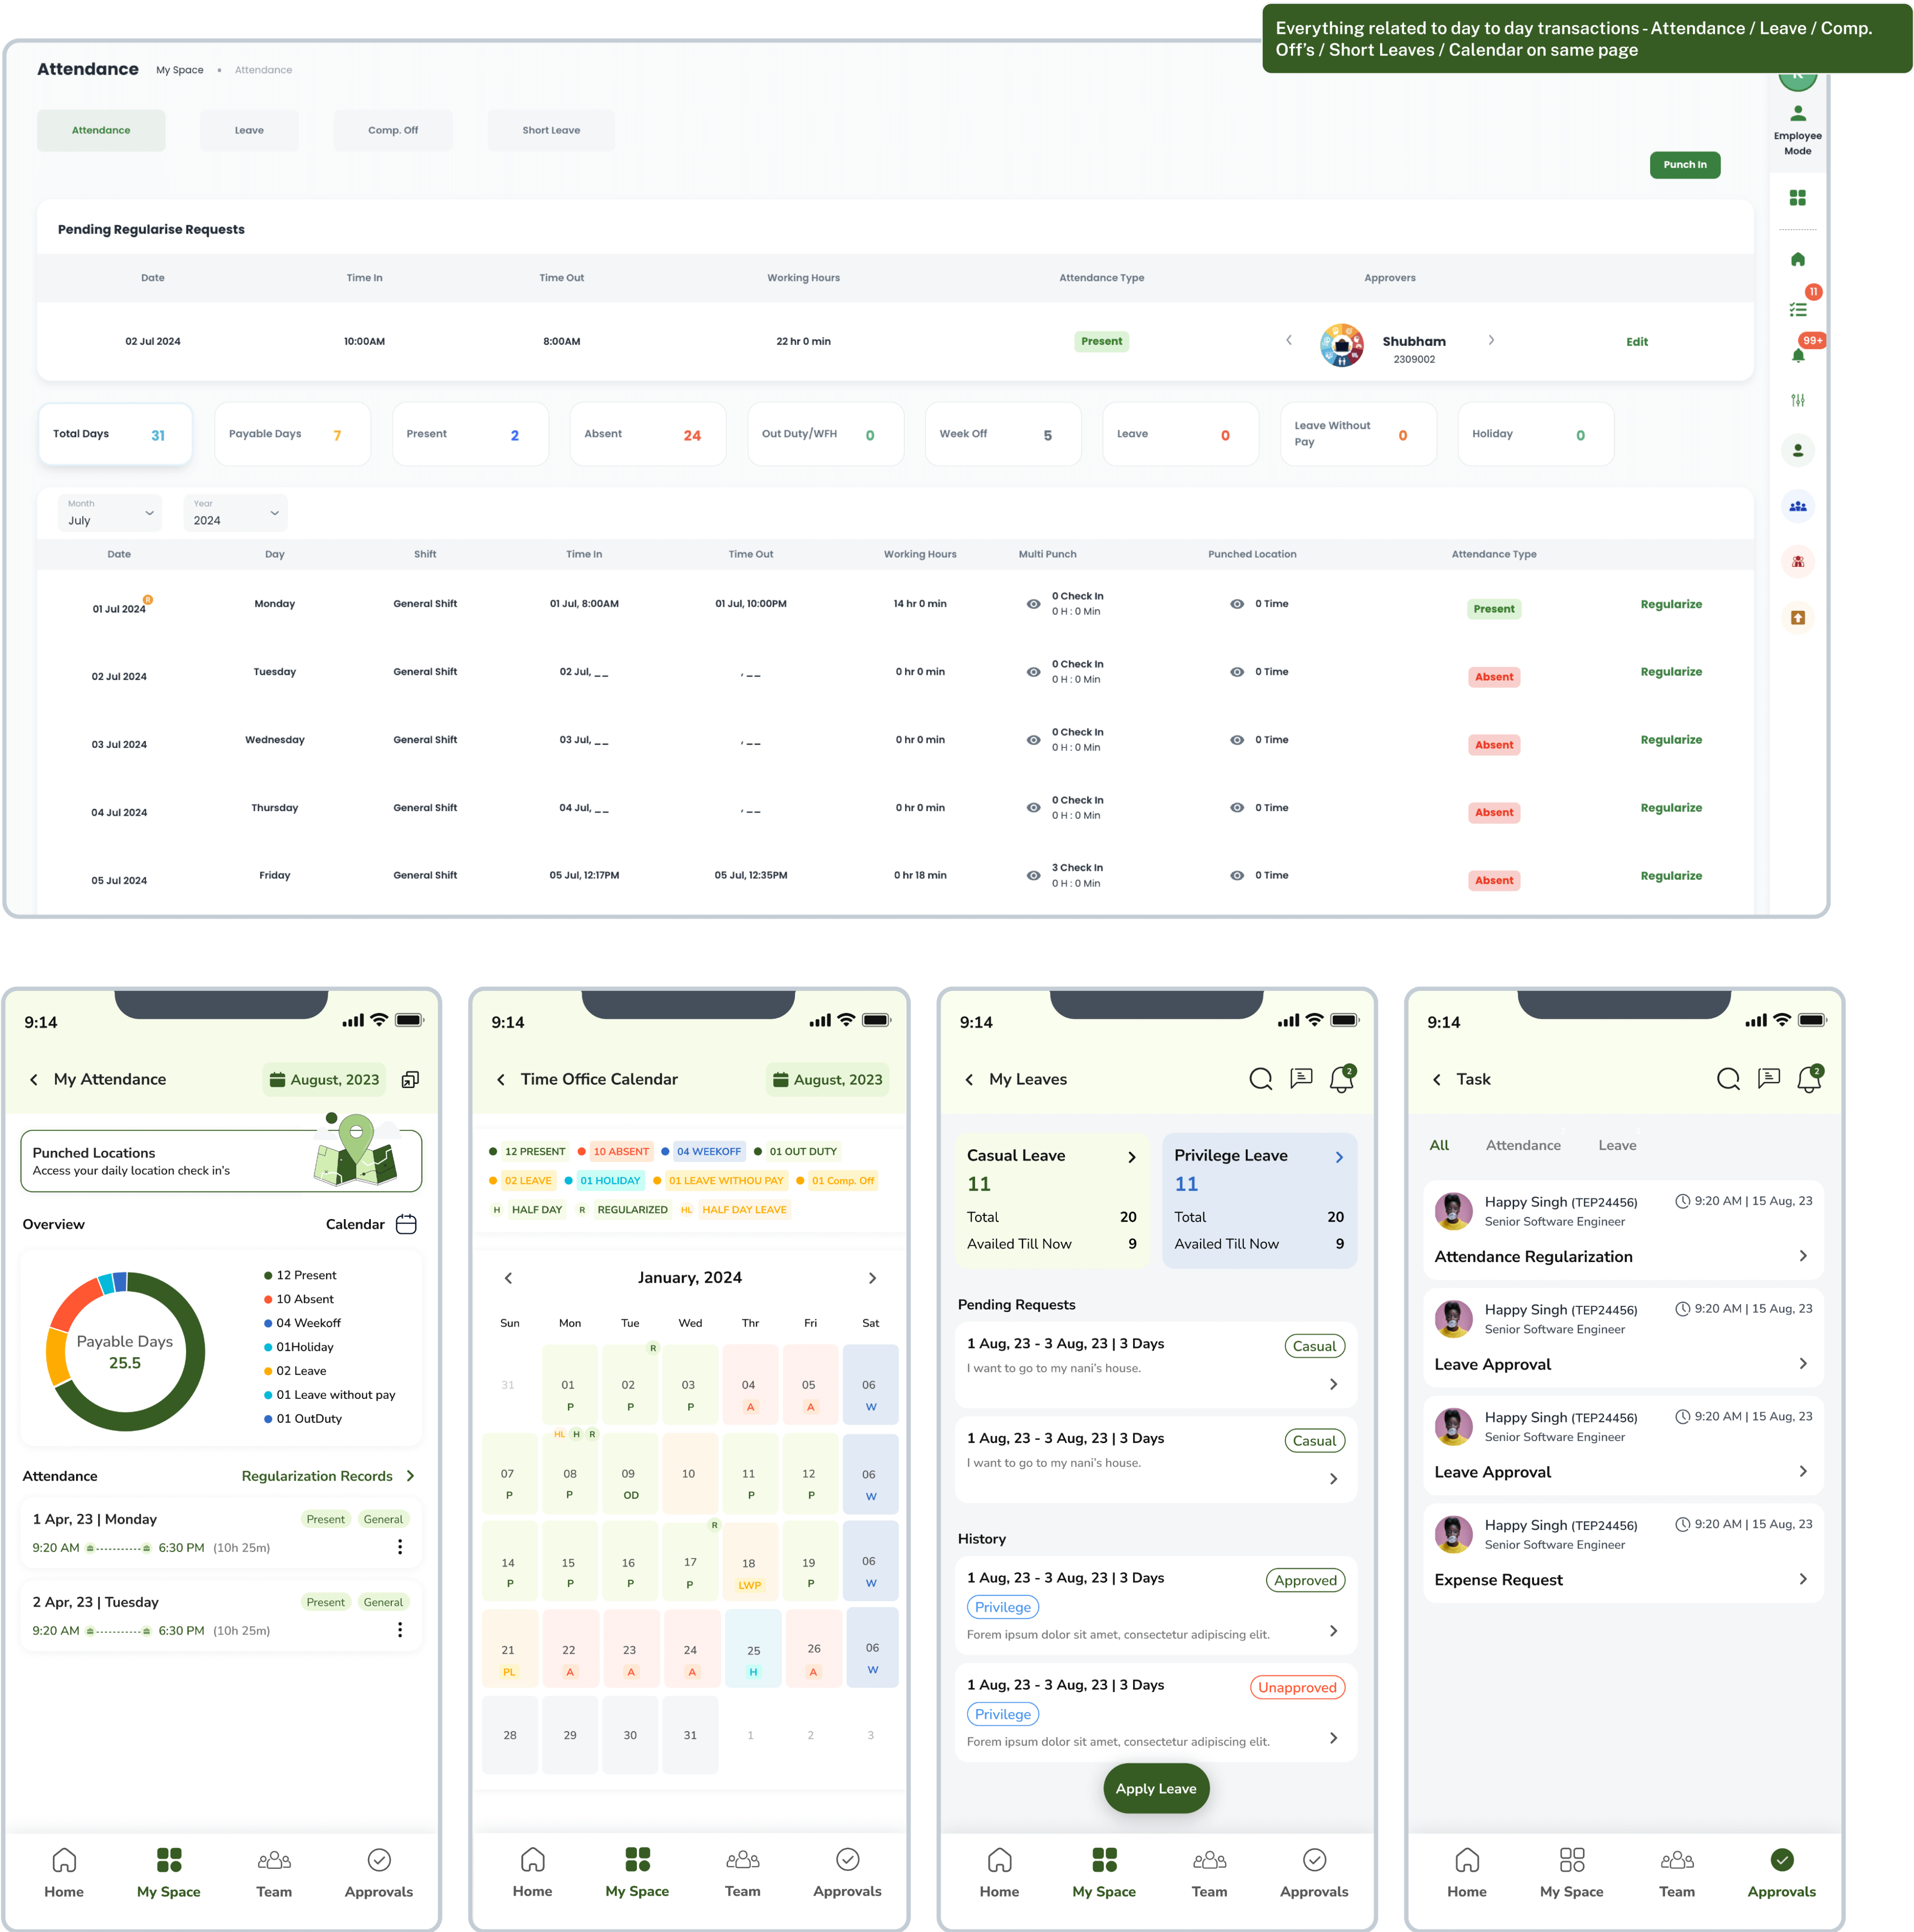 Everything related to day to day transactions - Attendance / Leave / Comp.
Off's / Short Leaves / Calendar on same page
Attendance My Space • Attendance
Attendance Leave Comp. Off Short Leave
Employee
Mode
Punch In
Pending Regularise Requests
Date Time In Time Out Working Hours Attendance Type Approvers
02 Jul 2024 10:00AM 8:00AM 22 hr 0 min Present Shubham Edit
2309002
11
99+
Total Days 31 Payable Days 7 Present 2 Absent 24 Out Duty/WFH 0 Week Off 5 Leave 0 Leave Without Pay 0 Holiday 0
Month Year
July 2024
Date Day Shift Time In Time Out Working Hours Multi Punch Punched Location Attendance Type
01 Jul 2024 R Monday General Shift 01 Jul, 8:00AM 01 Jul, 10:00PM 14 hr 0 min 0 Check In 0 Time Present Regularize
0 H : 0 Min
02 Jul 2024 Tuesday General Shift 02 Jul, _ _ , _ _ 0 hr 0 min 0 Check In 0 Time Absent Regularize
0 H : 0 Min
03 Jul 2024 Wednesday General Shift 03 Jul, _ _ , _ _ 0 hr 0 min 0 Check In 0 Time Absent Regularize
0 H : 0 Min
04 Jul 2024 Thursday General Shift 04 Jul, _ _ , _ _ 0 hr 0 min 0 Check In 0 Time Absent Regularize
0 H : 0 Min
05 Jul 2024 Friday General Shift 05 Jul, 12:17PM 05 Jul, 12:35PM 0 hr 18 min 3 Check In 0 Time Absent Regularize
0 H : 0 Min
9:14
My Attendance August, 2023
Punched Locations
Access your daily location check in's
Overview Calendar
Payable Days
25.5
12 Present
10 Absent
04 Weekoff
01Holiday
02 Leave
01 Leave without pay
01 OutDuty
Attendance Regularization Records
1 Apr, 23 | Monday Present General
9:20 AM 6:30 PM (10h 25m)
2 Apr, 23 | Tuesday Present General
9:20 AM 6:30 PM (10h 25m)
Home My Space Team Approvals
9:14
Time Office Calendar August, 2023
12 PRESENT 10 ABSENT 04 WEEKOFF 01 OUT DUTY
02 LEAVE 01 HOLIDAY 01 LEAVE WITHOU PAY 01 Comp. Off
H HALF DAY R REGULARIZED HL HALF DAY LEAVE
January, 2024
Sun Mon Tue Wed Thr Fri Sat
R
31 01 02 03 04 05 06
P P P A A W
HL H R
07 08 09 10 11 12 06
P P OD P P W
R
14 15 16 17 18 19 06
P P P P LWP P W
21 22 23 24 25 26 06
PL A A A H A W
28 29 30 31 1 2 3
Home My Space Team Approvals
9:14
My Leaves 2
Casual Leave
11
Total 20
Availed Till Now 9
Privilege Leave
11
Total 20
Availed Till Now 9
Pending Requests
1 Aug, 23 - 3 Aug, 23 | 3 Days Casual
I want to go to my nani's house.
1 Aug, 23 - 3 Aug, 23 | 3 Days Casual
I want to go to my nani's house.
History
1 Aug, 23 - 3 Aug, 23 | 3 Days Approved
Privilege
Forem ipsum dolor sit amet, consectetur adipiscing elit.
1 Aug, 23 - 3 Aug, 23 | 3 Days Unapproved
Privilege
Forem ipsum dolor sit amet, consectetur adipiscing elit.
Apply Leave
Home My Space Team Approvals
9:14
Task 2
All Attendance Leave
Happy Singh (TEP24456) 9:20 AM | 15 Aug, 23
Senior Software Engineer
Attendance Regularization
Happy Singh (TEP24456) 9:20 AM | 15 Aug, 23
Senior Software Engineer
Leave Approval
Happy Singh (TEP24456) 9:20 AM | 15 Aug, 23
Senior Software Engineer
Leave Approval
Happy Singh (TEP24456) 9:20 AM | 15 Aug, 23
Senior Software Engineer
Expense Request
Home My Space Team Approvals